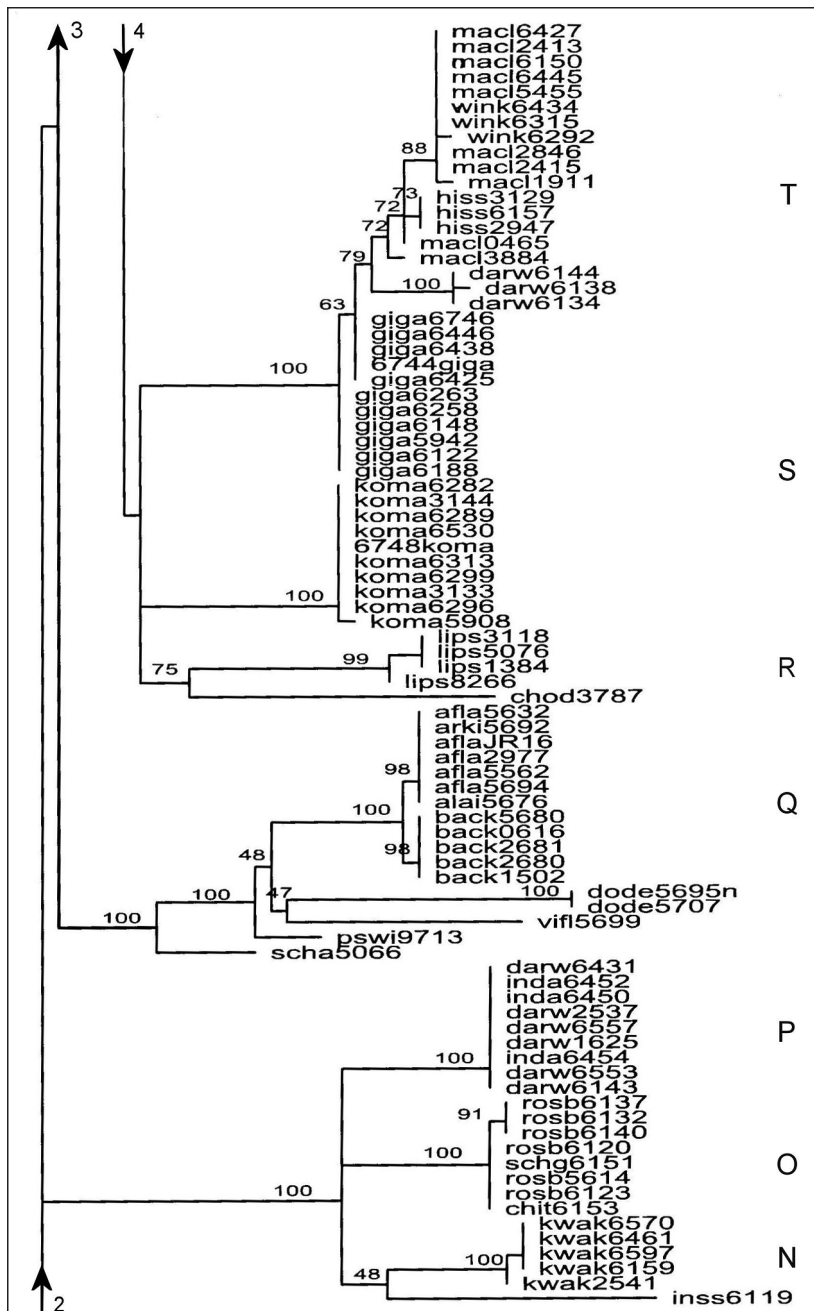 3
4
macl6427
macl2413
macl6150
macl6445
macl5455
wink6434
wink6315
wink6292
88
macl2846
macl2415
macl1911
T
73
hiss3129
72
hiss6157
72
hiss2947
macl0465
79
macl3884
darw6144
100
darw6138
darw6134
63
giga6746
giga6446
giga6438
6744giga
100
giga6425
giga6263
giga6258
giga6148
giga5942
giga6122
giga6188
S
koma6282
koma3144
koma6289
koma6530
6748koma
koma6313
koma6299
100
koma3133
koma6296
koma5908
lips3118
99
lips5076
75
lips1384
R
lips8266
chod3787
afla5632
arki5692
aflaJR16
afla2977
98
afla5562
afla5694
alai5676
Q
100
back5680
back0616
back2681
98
back2680
48
back1502
100
47
100
dode5695n
dode5707
100
vifl5699
pswi9713
scha5066
darw6431
inda6452
inda6450
darw2537
darw6557
P
darw1625
100
inda6454
darw6553
darw6143
rosb6137
91
rosb6132
rosb6140
rosb6120
100
schg6151
O
rosb5614
100
rosb6123
chit6153
kwak6570
kwak6461
100
kwak6597
N
kwak6159
48
kwak2541
inss6119
2